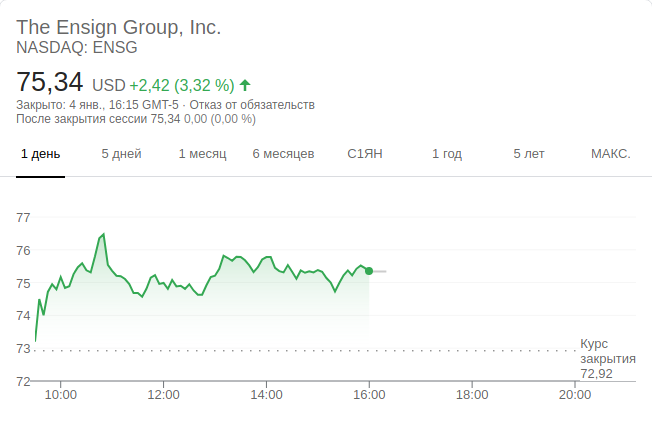 The Ensign Group, Inc.
NASDAQ: ENSG
75,34 USD +2,42 (3,32 %)
Закрыто: 4 янв., 16:15 GMT-5 · Отказ от обязательств
После закрытия сессии 75,34 0,00 (0,00 %)
1 день 5 дней 1 месяц 6 месяцев С1ЯН 1 год 5 лет МАКС.
77
76
75
74
73
72
Курс
закрытия
72,92
10:00 12:00 14:00 16:00 18:00 20:00